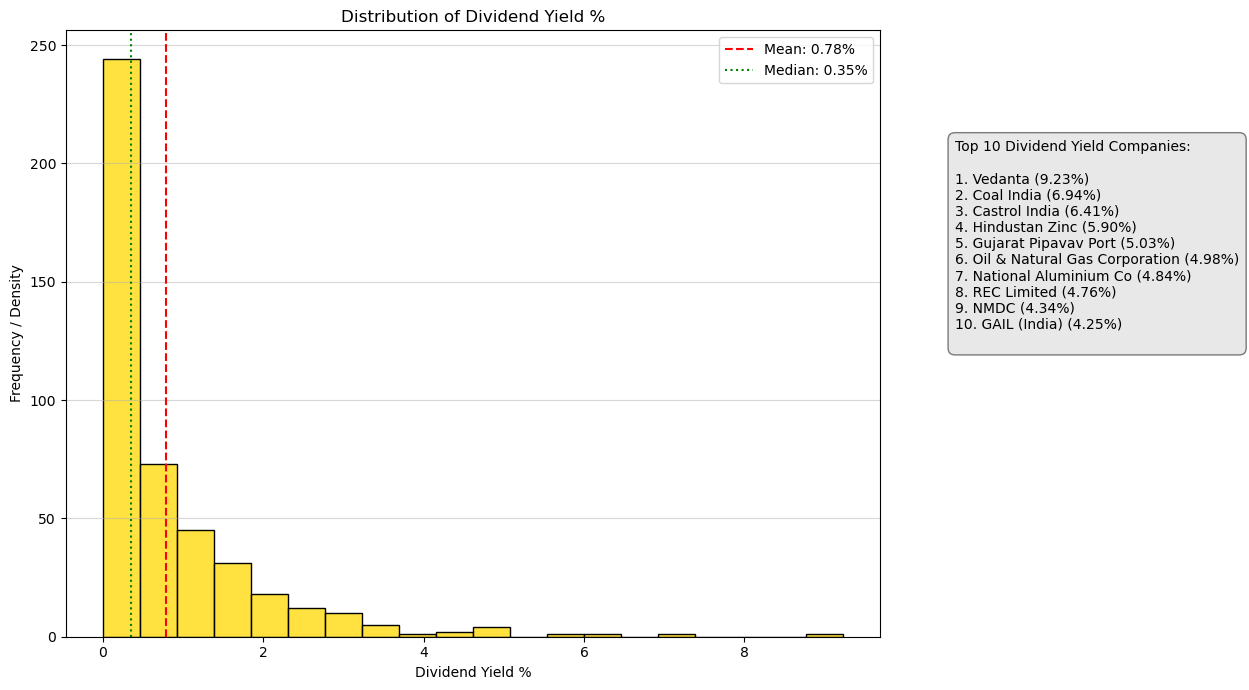 Distribution of Dividend Yield %
250
200
150
100
50
0
Frequency / Density
0 2 4 6 8
Dividend Yield %
Mean: 0.78%
Median: 0.35%
Top 10 Dividend Yield Companies:
1. Vedanta (9.23%)
2. Coal India (6.94%)
3. Castrol India (6.41%)
4. Hindustan Zinc (5.90%)
5. Gujarat Pipavav Port (5.03%)
6. Oil & Natural Gas Corporation (4.98%)
7. National Aluminium Co (4.84%)
8. REC Limited (4.76%)
9. NMDC (4.34%)
10. GAIL (India) (4.25%)